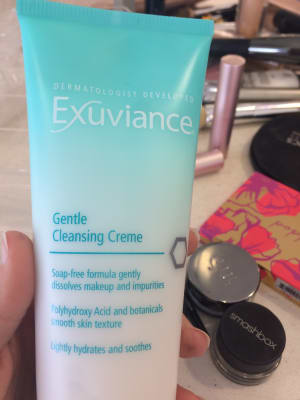 DERMATOLOGIST DEVELOPED
Exuviance
Gentle
Cleansing Creme
Soap-free formula gently
dissolves makeup and impurities
Polyhydroxy Acid and botanicals
smooth skin texture
Lightly hydrates and soothes
smashbox